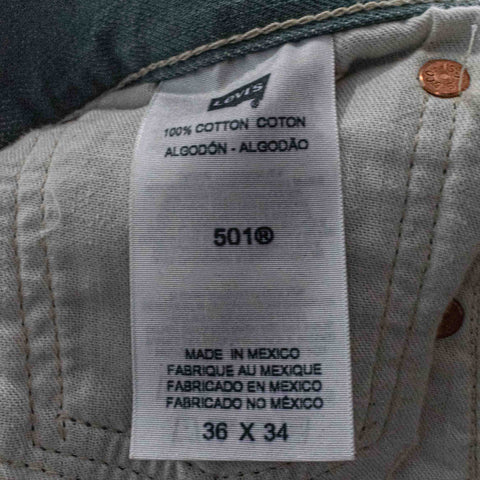 LEVI'S
100% COTTON COTON
ALGODÓN - ALGODÃO
501®
MADE IN MEXICO
FABRIQUE AU MEXIQUE
FABRICADO EN MEXICO
FABRICADO NO MÉXICO
36 X 34